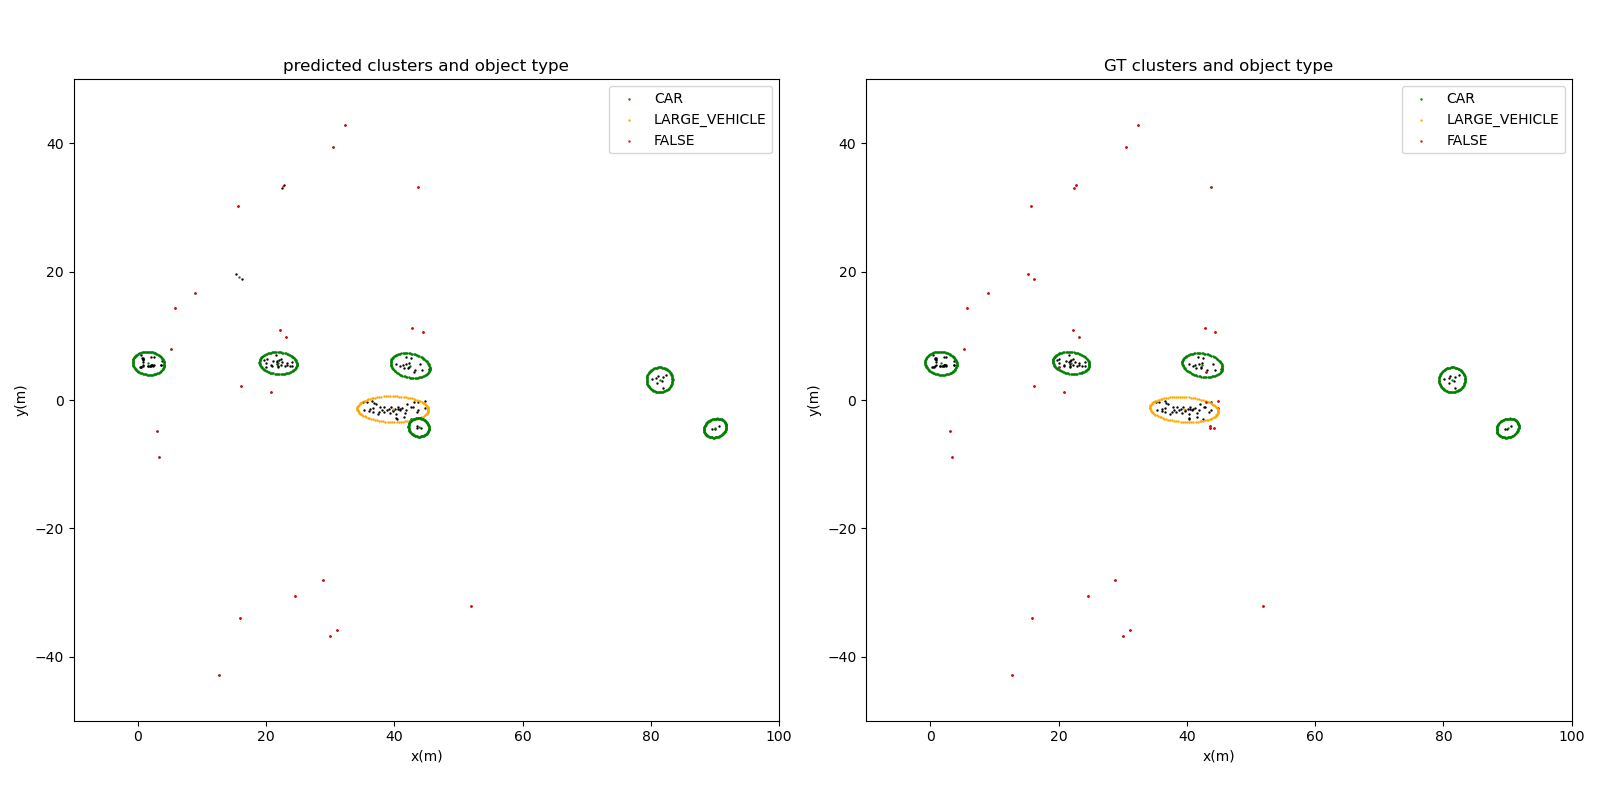 predicted clusters and object type
CAR
LARGE_VEHICLE
FALSE
40
20
0
−20
−40
y(m)
0 20 40 60 80 100
x(m)
GT clusters and object type
CAR
LARGE_VEHICLE
FALSE
40
20
0
−20
−40
y(m)
0 20 40 60 80 100
x(m)